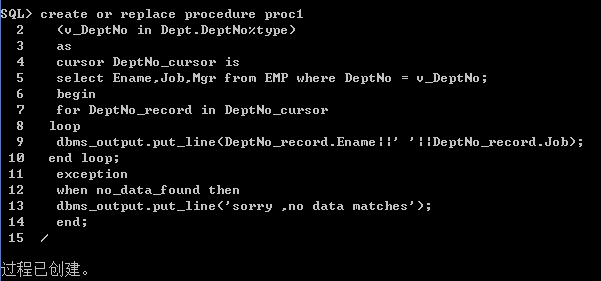 SQL> create or replace procedure proc1
2 (v_DeptNo in Dept.DeptNo%type)
3 as
4 cursor DeptNo_cursor is
5 select Ename,Job,Mgr from EMP where DeptNo = v_DeptNo;
6 begin
7 for DeptNo_record in DeptNo_cursor
8 loop
9 dbms_output.put_line(DeptNo_record.Ename||' '||DeptNo_record.Job);
10 end loop;
11 exception
12 when no_data_found then
13 dbms_output.put_line('sorry ,no data matches');
14 end;
15 /
过程已创建。